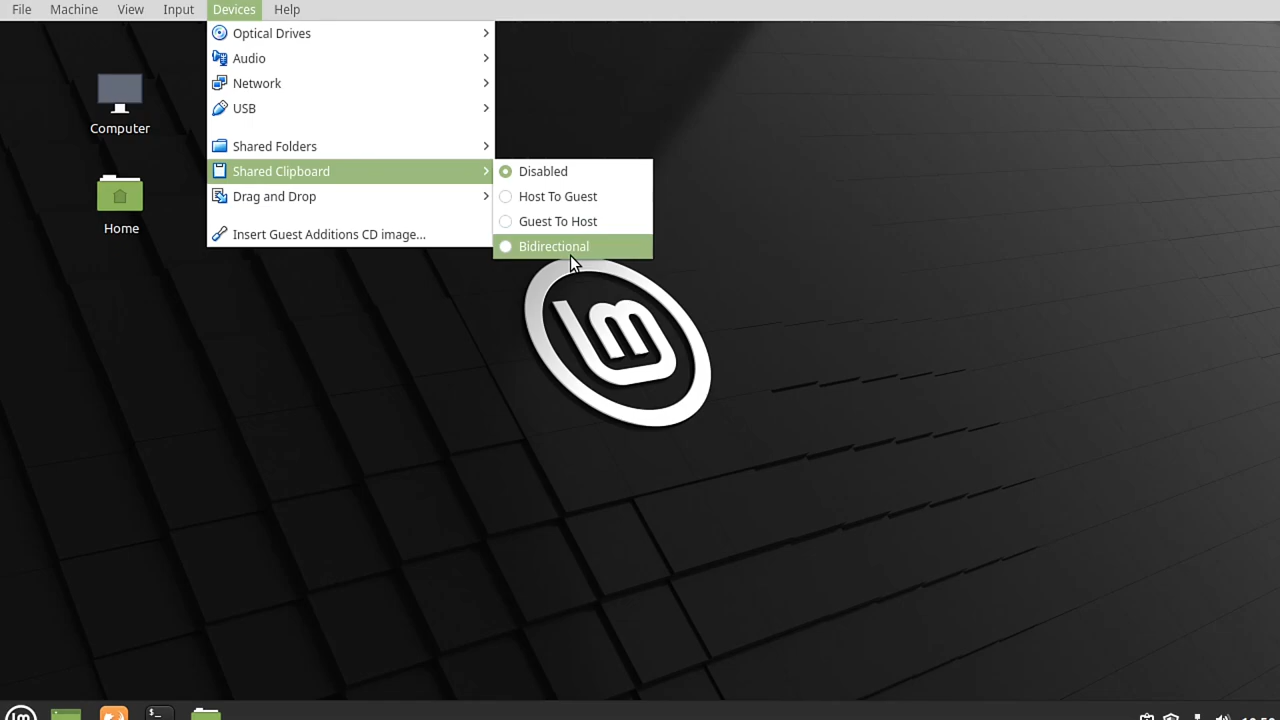 File Machine View Input Devices Help
Optical Drives
Audio
Network
USB
Shared Folders
Shared Clipboard
Drag and Drop
Insert Guest Additions CD image...
Disabled
Host To Guest
Guest To Host
Bidirectional
Computer
Home